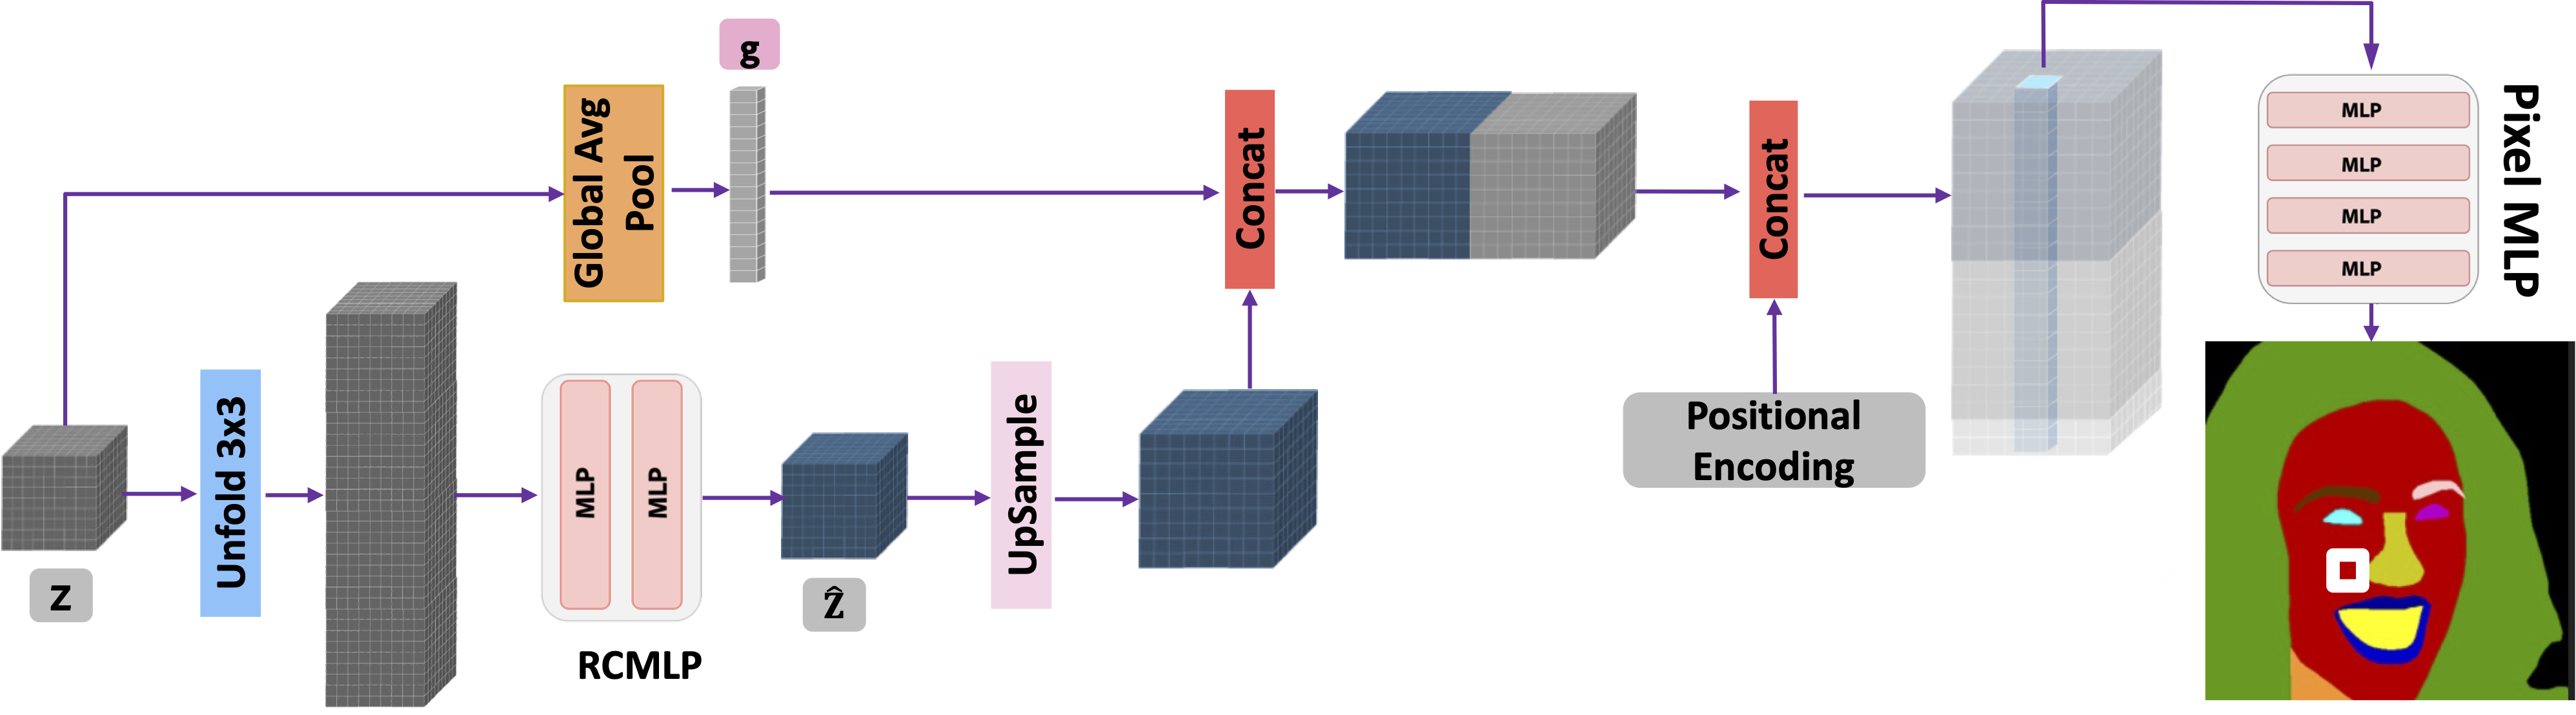 g
Global Avg
Pool
Concat
Concat
MLP
MLP
MLP
MLP
Pixel MLP
Z
Unfold 3x3
MLP
MLP
RCMLP
Ẑ
UpSample
Positional
Encoding